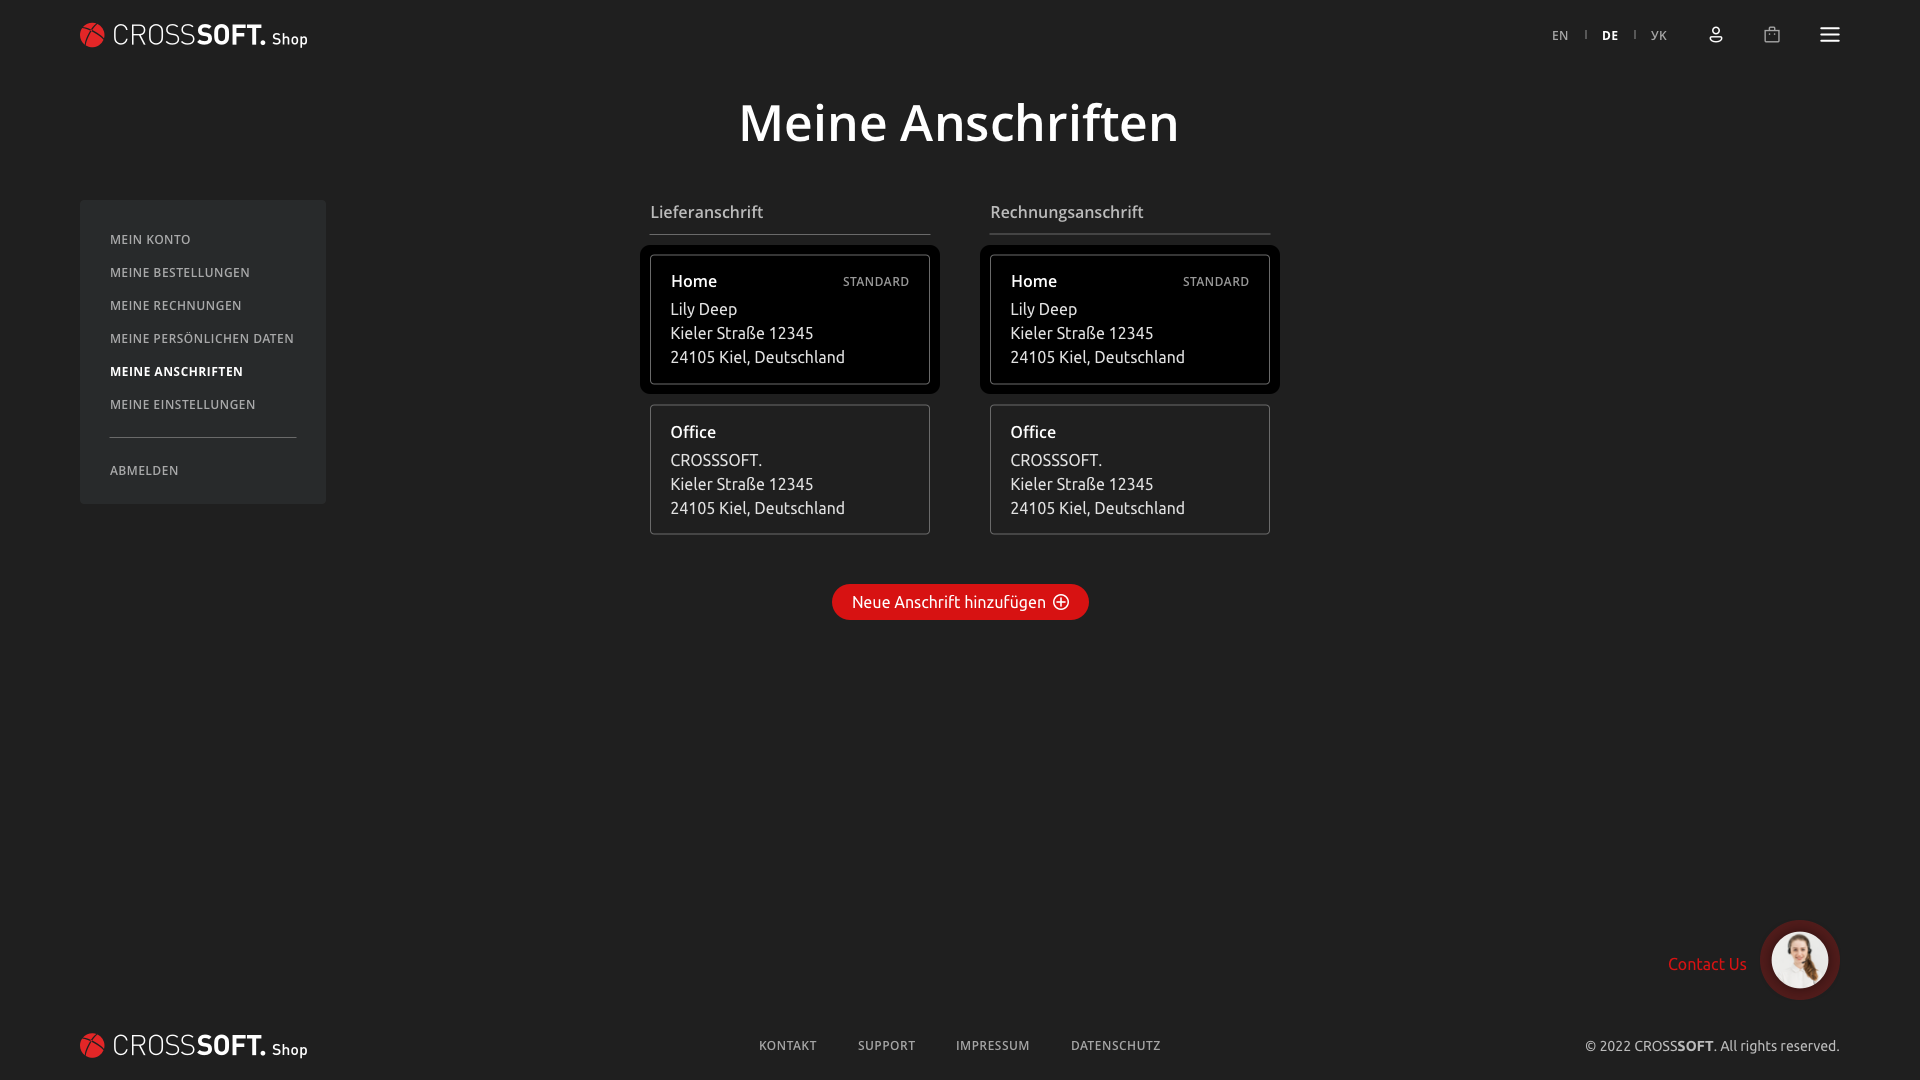 CROSSSOFT. Shop
EN | DE | УК
Meine Anschriften
MEIN KONTO
MEINE BESTELLUNGEN
MEINE RECHNUNGEN
MEINE PERSÖNLICHEN DATEN
MEINE ANSCHRIFTEN
MEINE EINSTELLUNGEN
ABMELDEN
Lieferanschrift
Home STANDARD
Lily Deep
Kieler Straße 12345
24105 Kiel, Deutschland
Office
CROSSSOFT.
Kieler Straße 12345
24105 Kiel, Deutschland
Rechnungsanschrift
Home STANDARD
Lily Deep
Kieler Straße 12345
24105 Kiel, Deutschland
Office
CROSSSOFT.
Kieler Straße 12345
24105 Kiel, Deutschland
Neue Anschrift hinzufügen
Contact Us
CROSSSOFT. Shop
KONTAKT SUPPORT IMPRESSUM DATENSCHUTZ
© 2022 CROSSSOFT. All rights reserved.